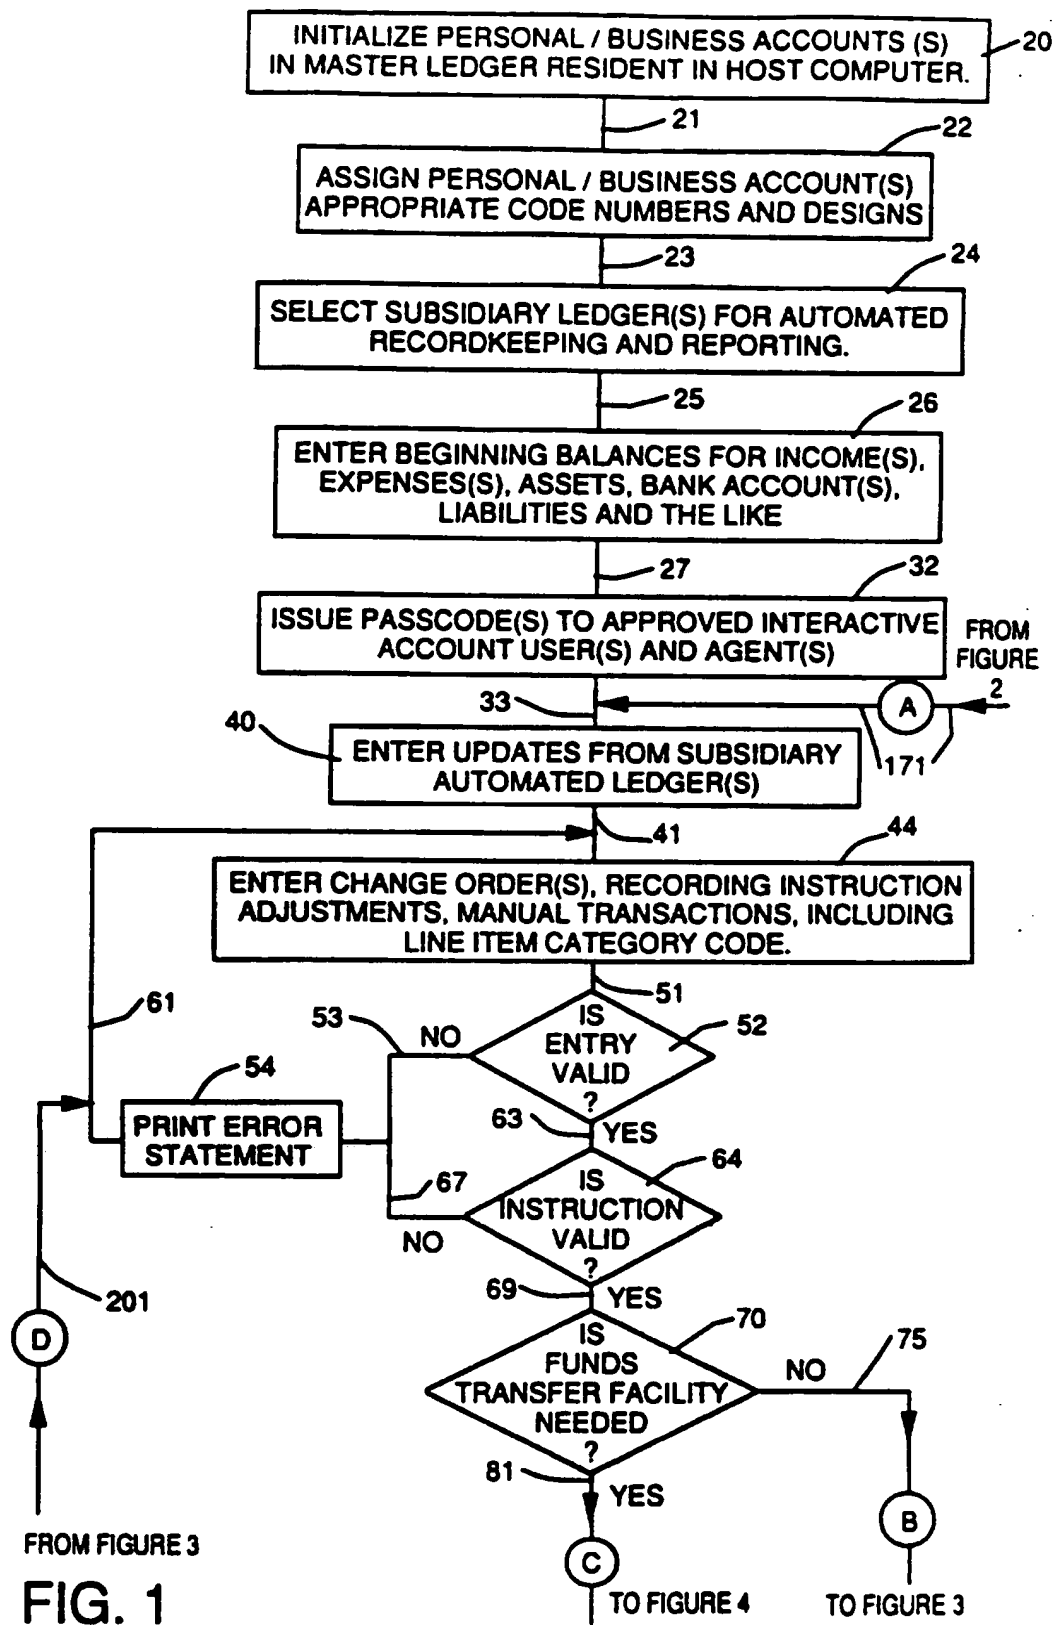 INITIALIZE PERSONAL / BUSINESS ACCOUNTS (S)
IN MASTER LEDGER RESIDENT IN HOST COMPUTER.
20
21
22
ASSIGN PERSONAL / BUSINESS ACCOUNT(S)
APPROPRIATE CODE NUMBERS AND DESIGNS
23
24
SELECT SUBSIDIARY LEDGER(S) FOR AUTOMATED
RECORDKEEPING AND REPORTING.
25
26
ENTER BEGINNING BALANCES FOR INCOME(S),
EXPENSES(S), ASSETS, BANK ACCOUNT(S),
LIABILITIES AND THE LIKE
27
32
ISSUE PASSCODE(S) TO APPROVED INTERACTIVE
ACCOUNT USER(S) AND AGENT(S)
FROM
FIGURE
2
A
171
33
40
ENTER UPDATES FROM SUBSIDIARY
AUTOMATED LEDGER(S)
41
44
ENTER CHANGE ORDER(S), RECORDING INSTRUCTION
ADJUSTMENTS, MANUAL TRANSACTIONS, INCLUDING
LINE ITEM CATEGORY CODE.
51
61
53
NO
IS
ENTRY
VALID
?
52
54
PRINT ERROR
STATEMENT
63
YES
64
67
NO
IS
INSTRUCTION
VALID
?
69
YES
201
D
70
IS
FUNDS
TRANSFER FACILITY
NEEDED
?
NO
75
81
YES
B
C
FROM FIGURE 3
TO FIGURE 4
TO FIGURE 3
FIG. 1